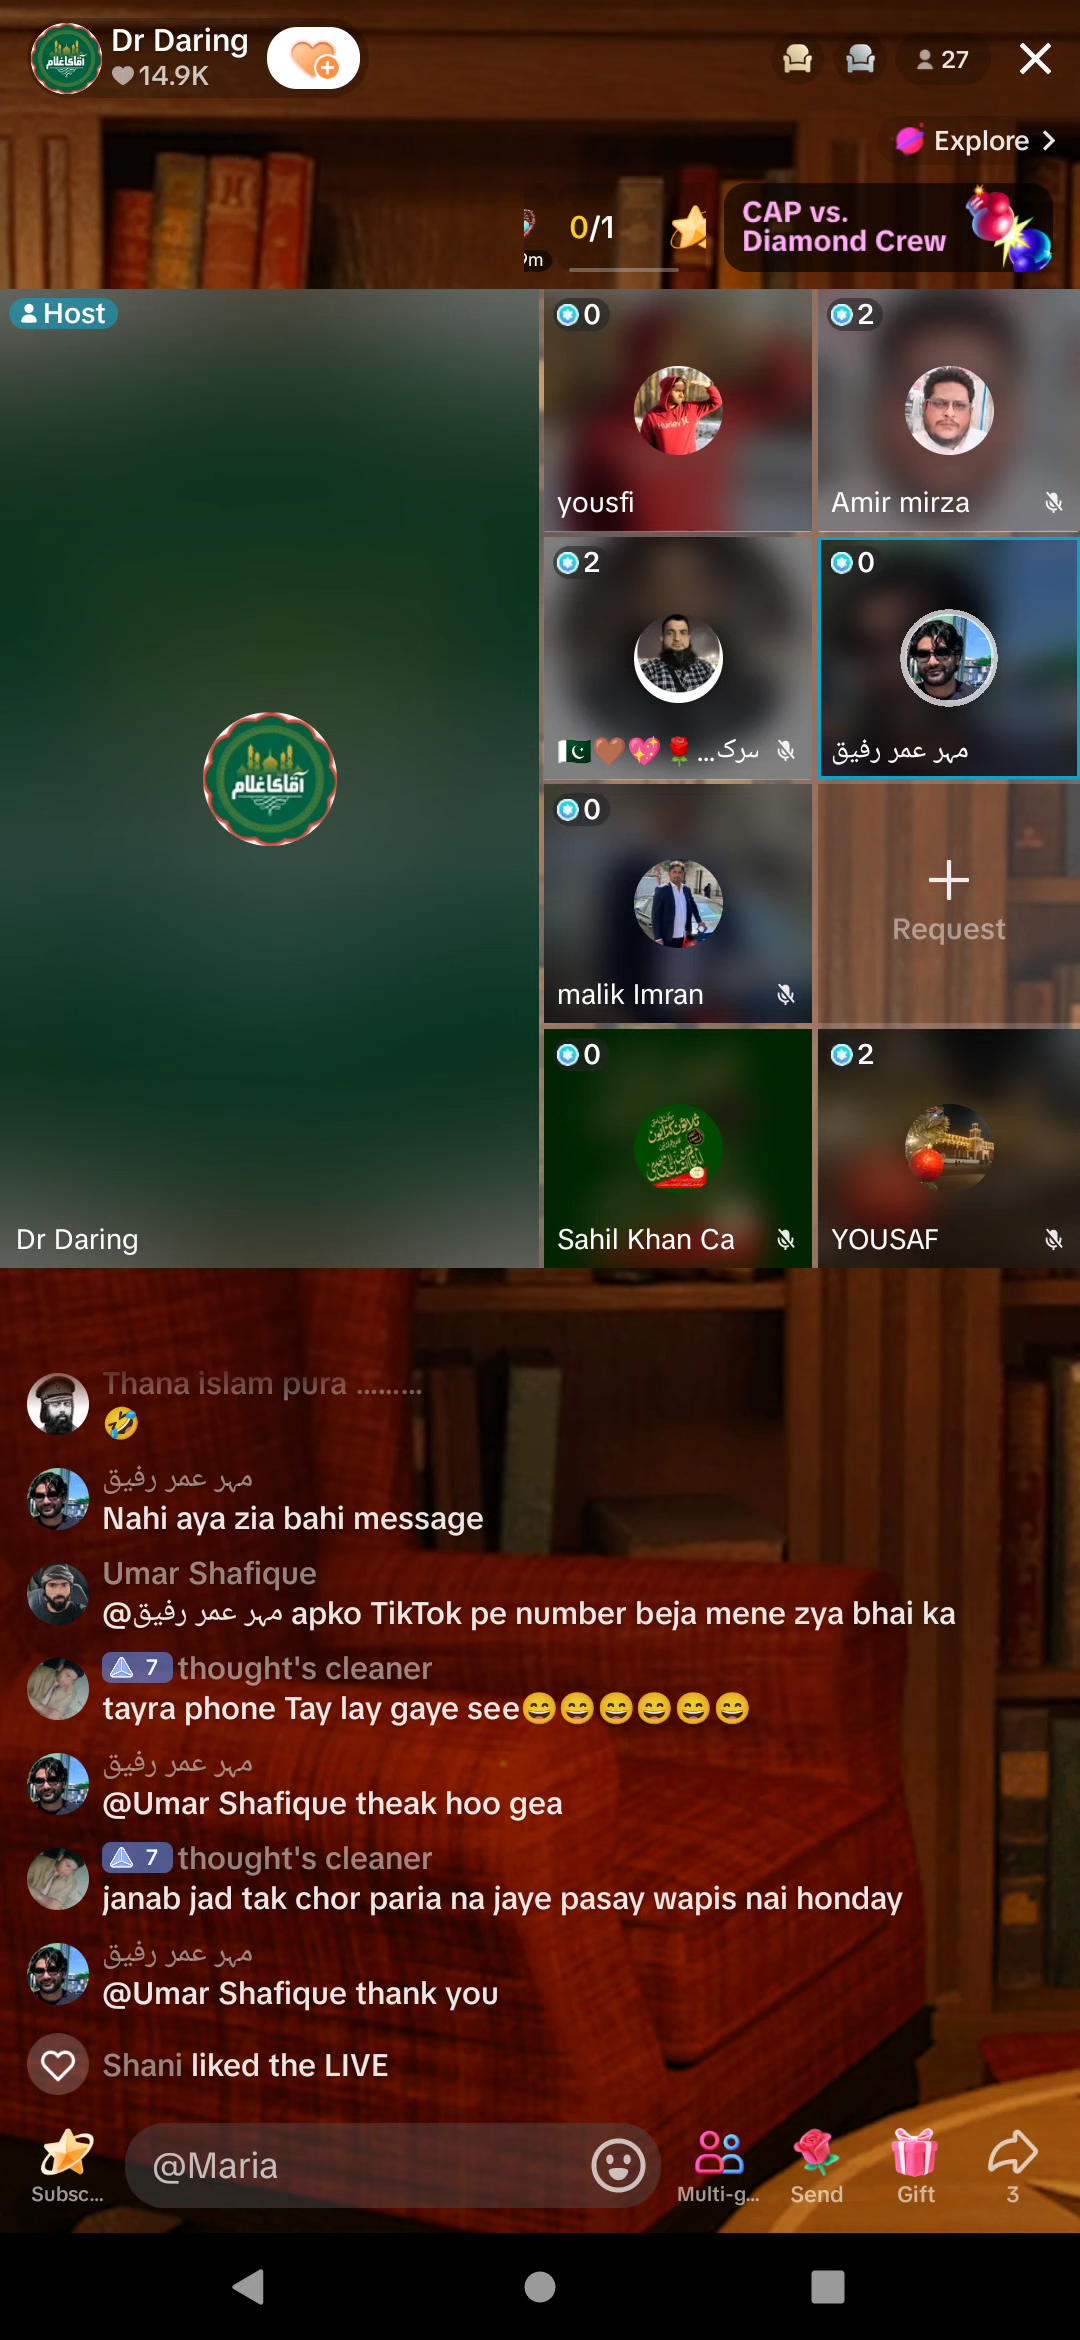 Dr Daring
14.9K
27
Explore
0/1
CAP vs.
Diamond Crew
Host
آقا کا غلام
0
yousfi
2
Amir mirza
2
سرک...
0
مہر عمر رفیق
0
malik Imran
Request
0
Sahil Khan Ca
2
YOUSAF
Dr Daring
Thana islam pura .........
🤣
مہر عمر رفیق
Nahi aya zia bahi message
Umar Shafique
@مہر عمر رفیق apko TikTok pe number beja mene zya bhai ka
7 thought's cleaner
tayra phone Tay lay gaye see😄😄😄😄😄😄
مہر عمر رفیق
@Umar Shafique theak hoo gea
7 thought's cleaner
janab jad tak chor paria na jaye pasay wapis nai honday
مہر عمر رفیق
@Umar Shafique thank you
Shani liked the LIVE
Subsc...
@Maria
Multi-g...
Send
Gift
3